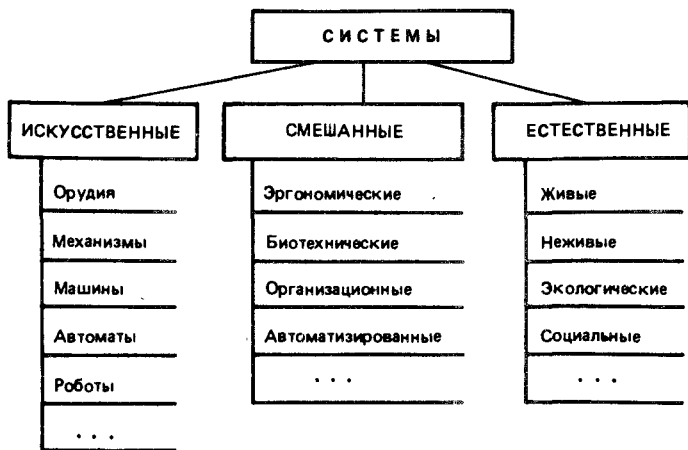 СИСТЕМЫ
ИСКУССТВЕННЫЕ
Орудия
Механизмы
Машины
Автоматы
Роботы
. . .
СМЕШАННЫЕ
Эргономические
Биотехнические
Организационные
Автоматизированные
. . .
ЕСТЕСТВЕННЫЕ
Живые
Неживые
Экологические
Социальные
. . .